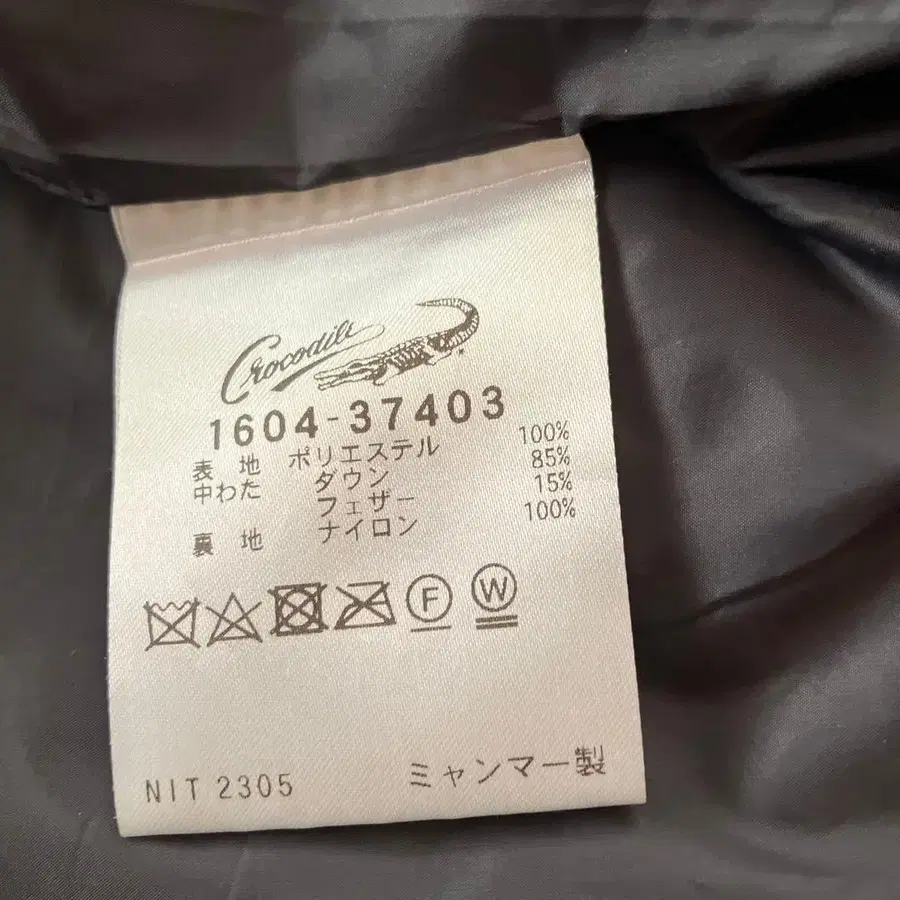 Crocodile
1604-37403
表 地 ポリエステル 100%
中わた ダウン 85%
フェザー 15%
裏 地 ナイロン 100%
F W
NIT 2305 ミャンマー製